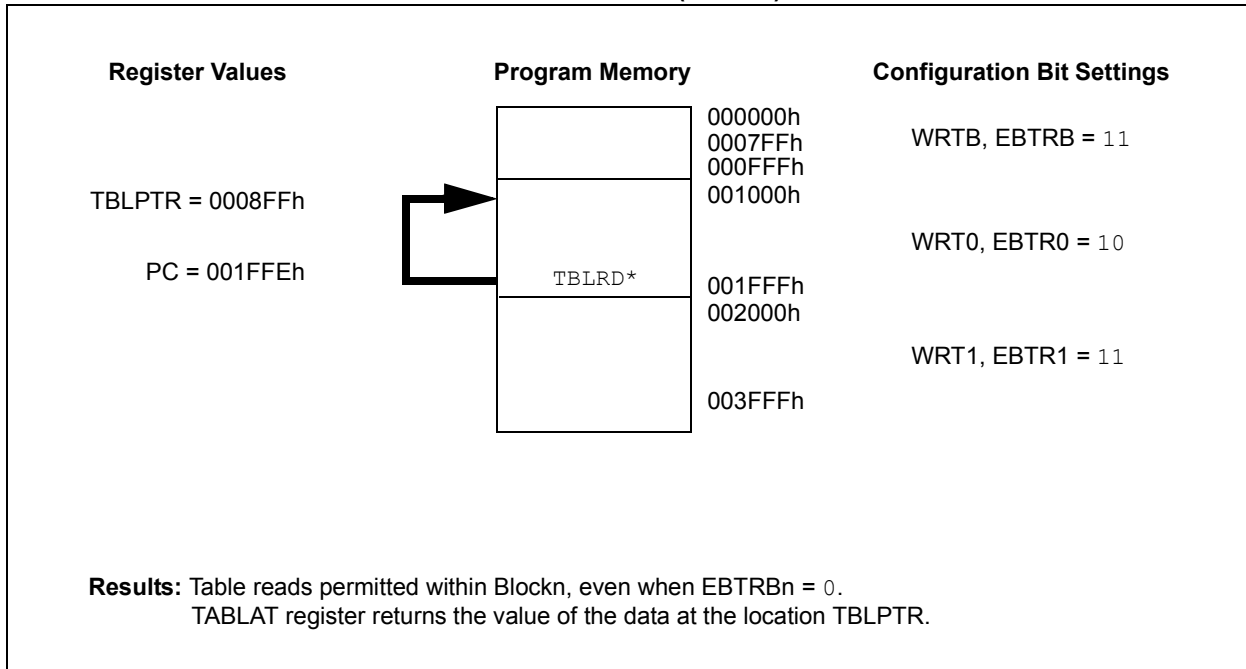 Register Values Program Memory Configuration Bit Settings
000000h
0007FFh
WRTB, EBTRB = 11
000FFFh
TBLPTR = 0008FFh
001000h
WRT0, EBTR0 = 10
PC = 001FFEh
TBLRD*
001FFFh
002000h
WRT1, EBTR1 = 11
003FFFh
Results: Table reads permitted within Blockn, even when EBTRBn = 0.
TABLAT register returns the value of the data at the location TBLPTR.